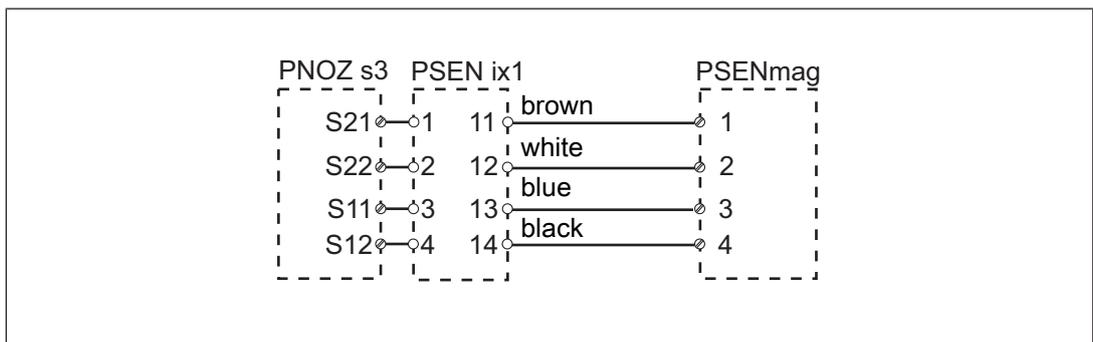 PNOZ s3 PSEN ix1 PSENmag
brown
S21 1 11 1
white
S22 2 12 2
blue
S11 3 13 3
black
S12 4 14 4